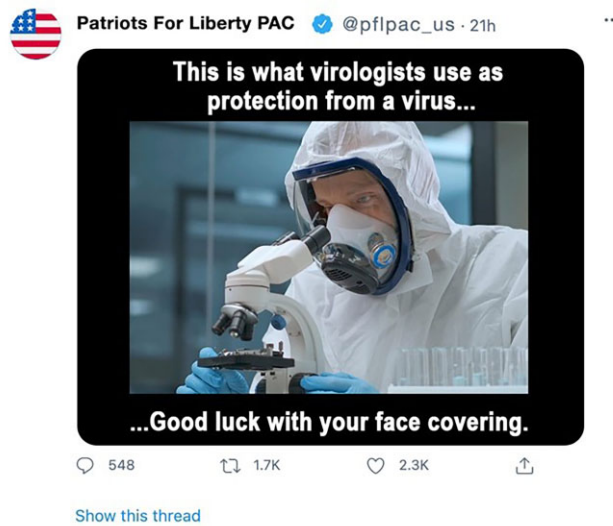 Patriots For Liberty PAC @pflpac_us · 21h
This is what virologists use as
protection from a virus...
...Good luck with your face covering.
548 1.7K 2.3K
Show this thread